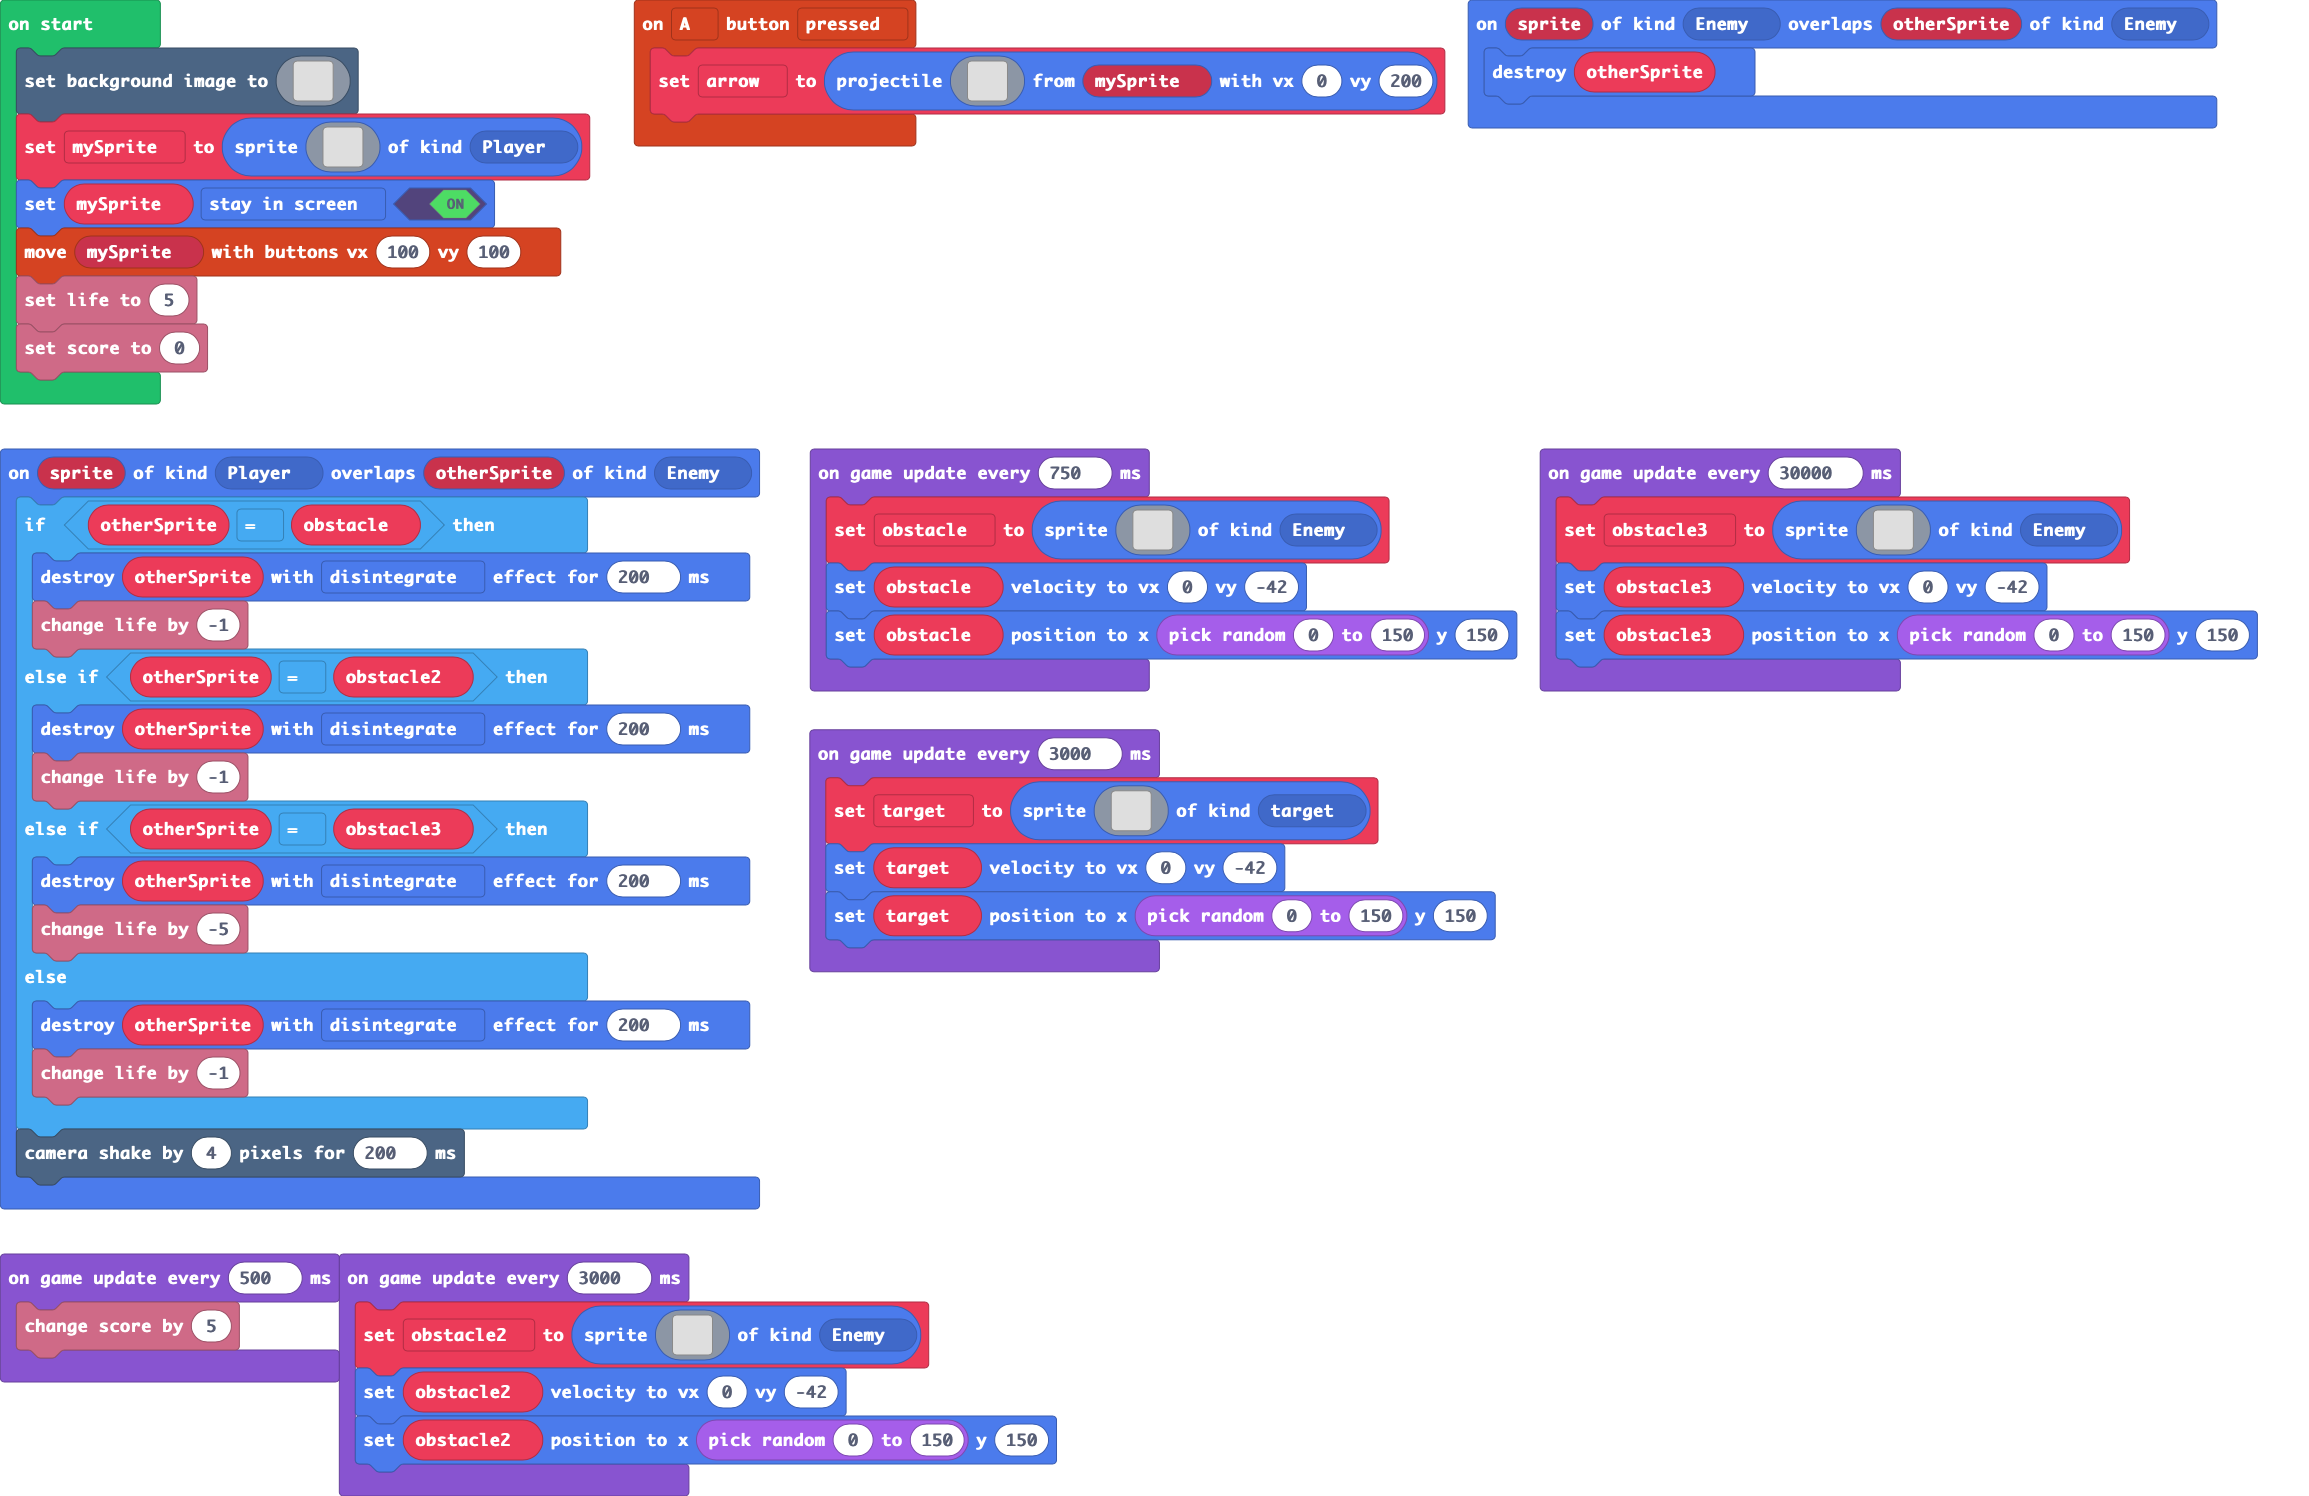 on start
set background image to
set mySprite to sprite of kind Player
set mySprite stay in screen ON
move mySprite with buttons vx 100 vy 100
set life to 5
set score to 0
on A button pressed
set arrow to projectile from mySprite with vx 0 vy 200
on sprite of kind Enemy overlaps otherSprite of kind Enemy
destroy otherSprite
on sprite of kind Player overlaps otherSprite of kind Enemy
if otherSprite = obstacle then
destroy otherSprite with disintegrate effect for 200 ms
change life by -1
else if otherSprite = obstacle2 then
destroy otherSprite with disintegrate effect for 200 ms
change life by -1
else if otherSprite = obstacle3 then
destroy otherSprite with disintegrate effect for 200 ms
change life by -5
else
destroy otherSprite with disintegrate effect for 200 ms
change life by -1
camera shake by 4 pixels for 200 ms
on game update every 750 ms
set obstacle to sprite of kind Enemy
set obstacle velocity to vx 0 vy -42
set obstacle position to x pick random 0 to 150 y 150
on game update every 30000 ms
set obstacle3 to sprite of kind Enemy
set obstacle3 velocity to vx 0 vy -42
set obstacle3 position to x pick random 0 to 150 y 150
on game update every 3000 ms
set target to sprite of kind target
set target velocity to vx 0 vy -42
set target position to x pick random 0 to 150 y 150
on game update every 500 ms
change score by 5
on game update every 3000 ms
set obstacle2 to sprite of kind Enemy
set obstacle2 velocity to vx 0 vy -42
set obstacle2 position to x pick random 0 to 150 y 150